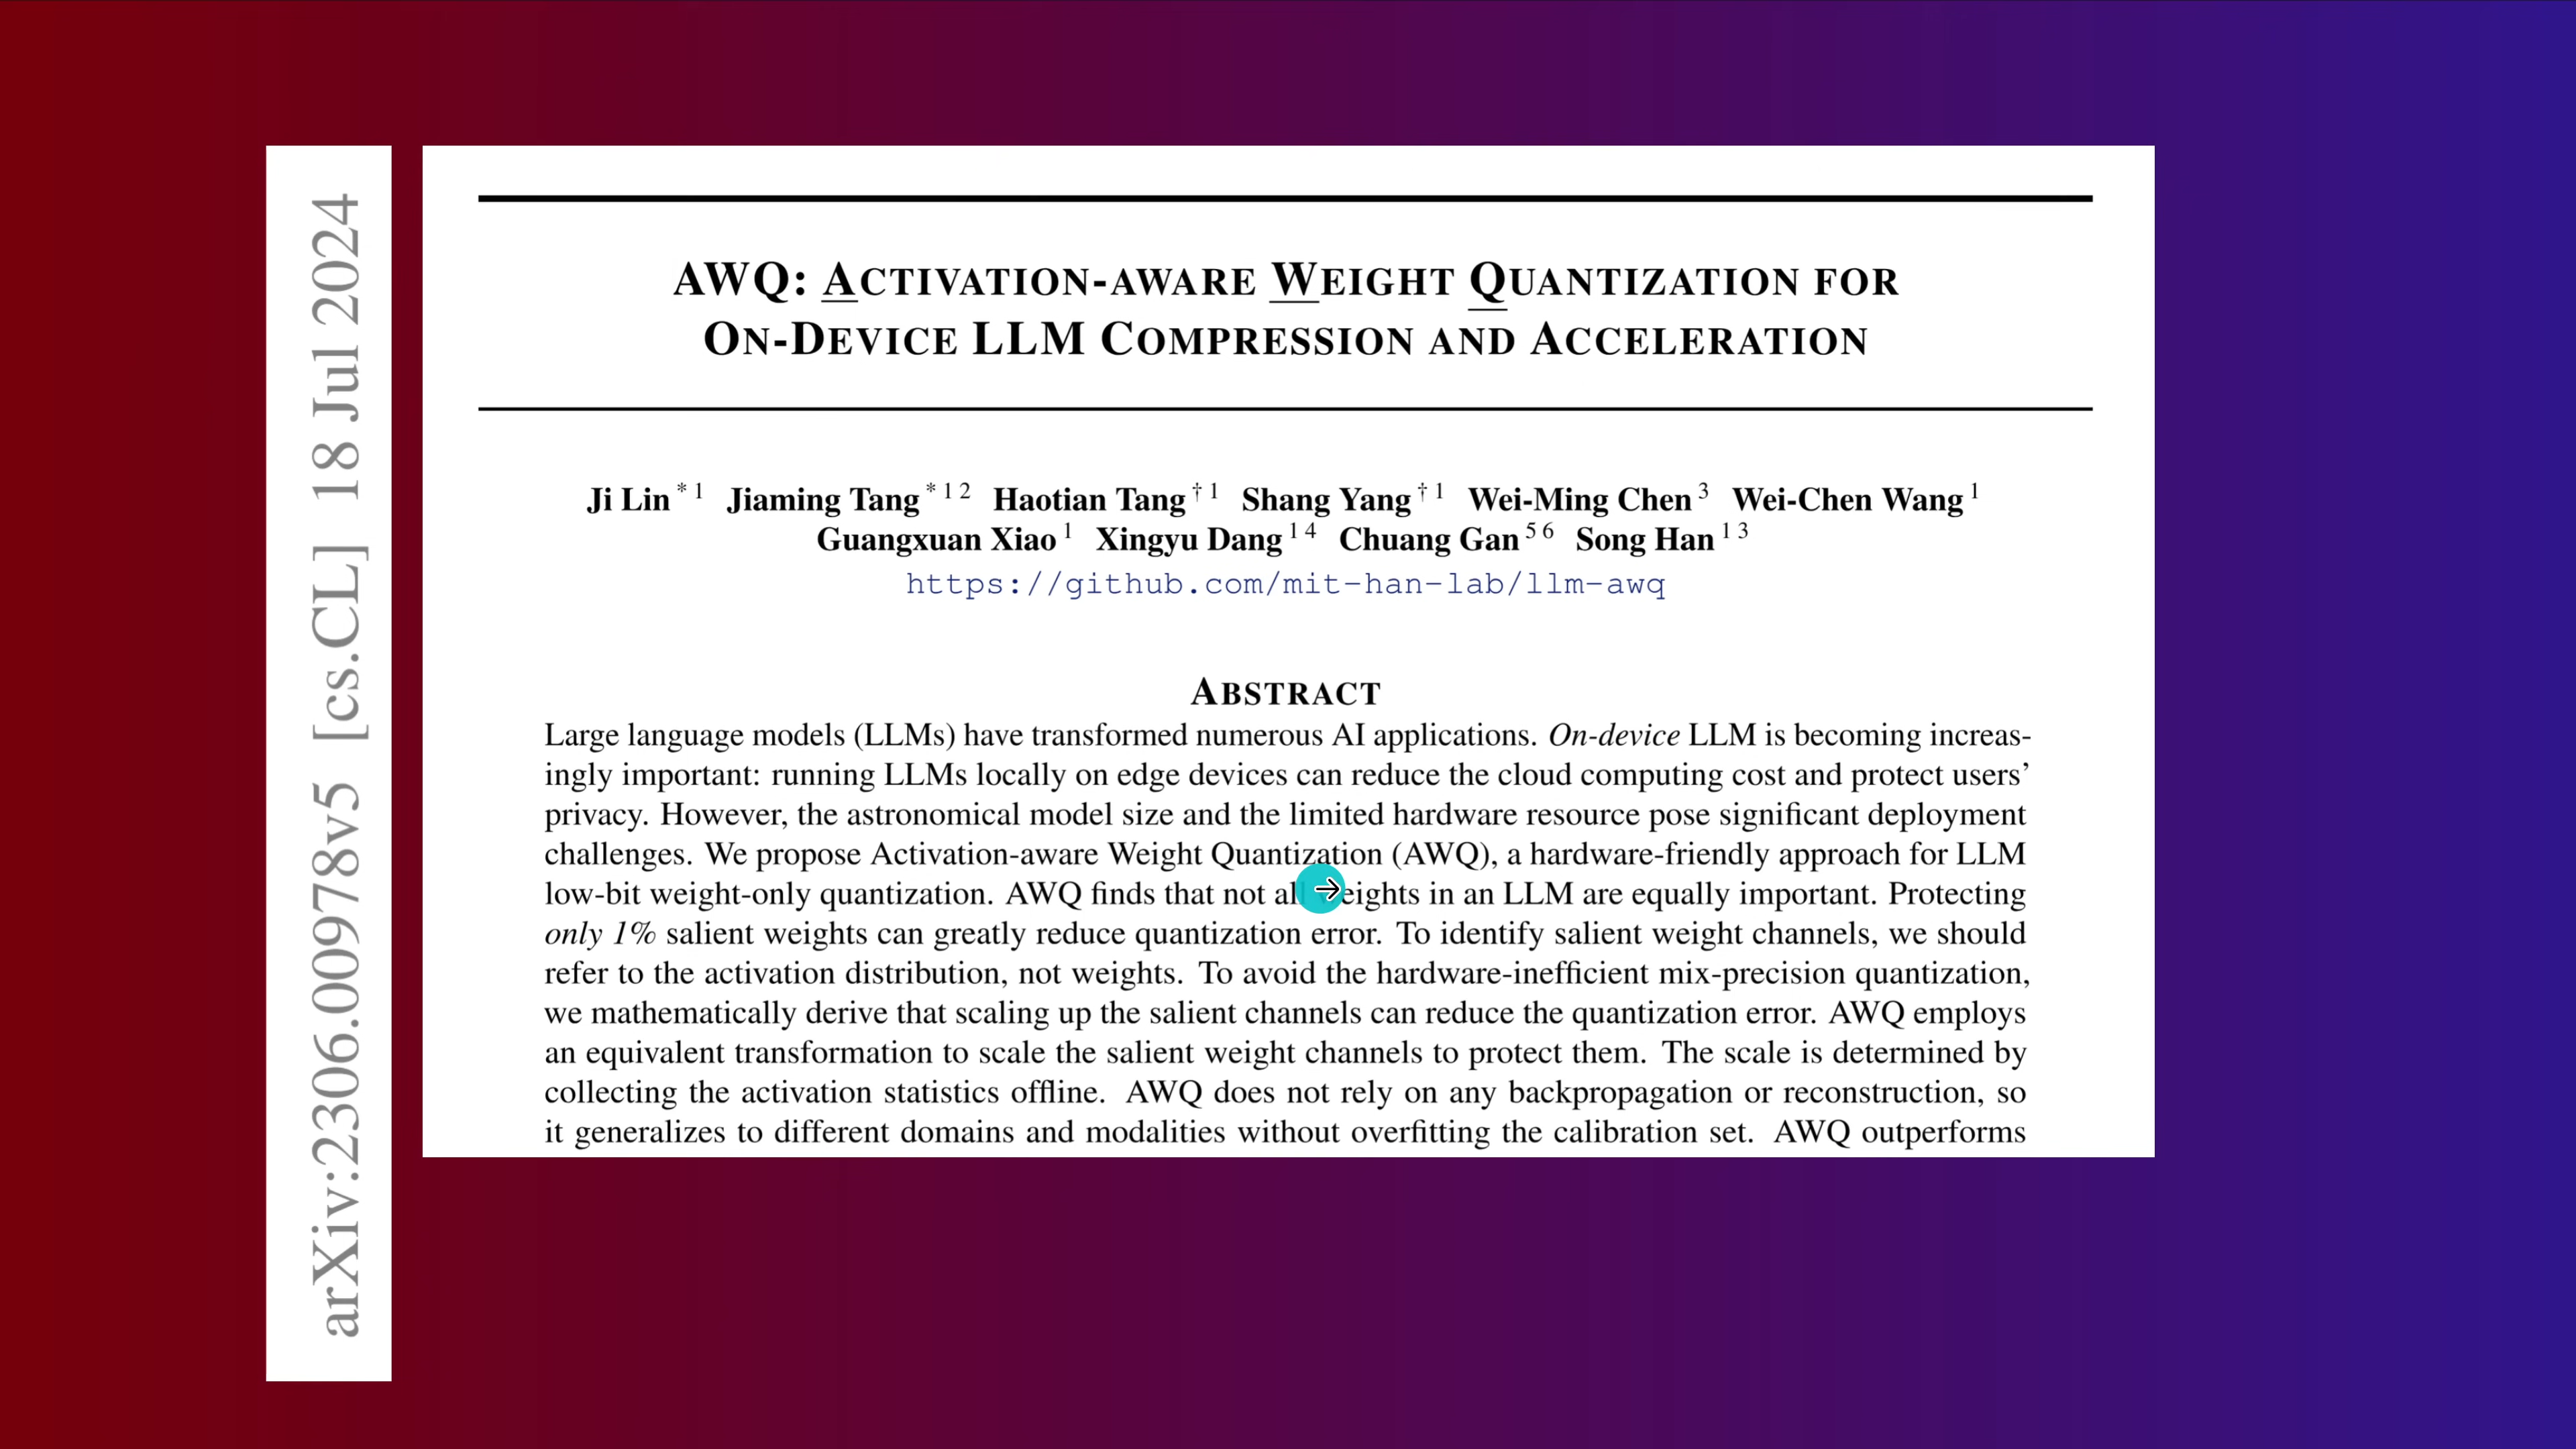 arXiv:2306.00978v5 [cs.CL] 18 Jul 2024
AWQ: ACTIVATION-AWARE WEIGHT QUANTIZATION FOR
ON-DEVICE LLM COMPRESSION AND ACCELERATION
Ji Lin * 1 Jiaming Tang * 1 2 Haotian Tang † 1 Shang Yang † 1 Wei-Ming Chen 3 Wei-Chen Wang 1
Guangxuan Xiao 1 Xingyu Dang 1 4 Chuang Gan 5 6 Song Han 1 3
https://github.com/mit-han-lab/llm-awq
ABSTRACT
Large language models (LLMs) have transformed numerous AI applications. On-device LLM is becoming increas-
ingly important: running LLMs locally on edge devices can reduce the cloud computing cost and protect users’
privacy. However, the astronomical model size and the limited hardware resource pose significant deployment
challenges. We propose Activation-aware Weight Quantization (AWQ), a hardware-friendly approach for LLM
low-bit weight-only quantization. AWQ finds that not all weights in an LLM are equally important. Protecting
only 1% salient weights can greatly reduce quantization error. To identify salient weight channels, we should
refer to the activation distribution, not weights. To avoid the hardware-inefficient mix-precision quantization,
we mathematically derive that scaling up the salient channels can reduce the quantization error. AWQ employs
an equivalent transformation to scale the salient weight channels to protect them. The scale is determined by
collecting the activation statistics offline. AWQ does not rely on any backpropagation or reconstruction, so
it generalizes to different domains and modalities without overfitting the calibration set. AWQ outperforms